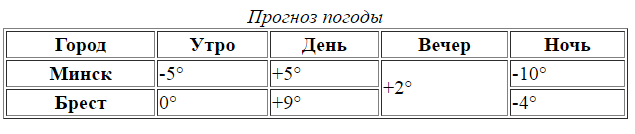 Прогноз погоды
Город Утро День Вечер Ночь
Минск -5° +5° +2° -10°
Брест 0° +9° -4°